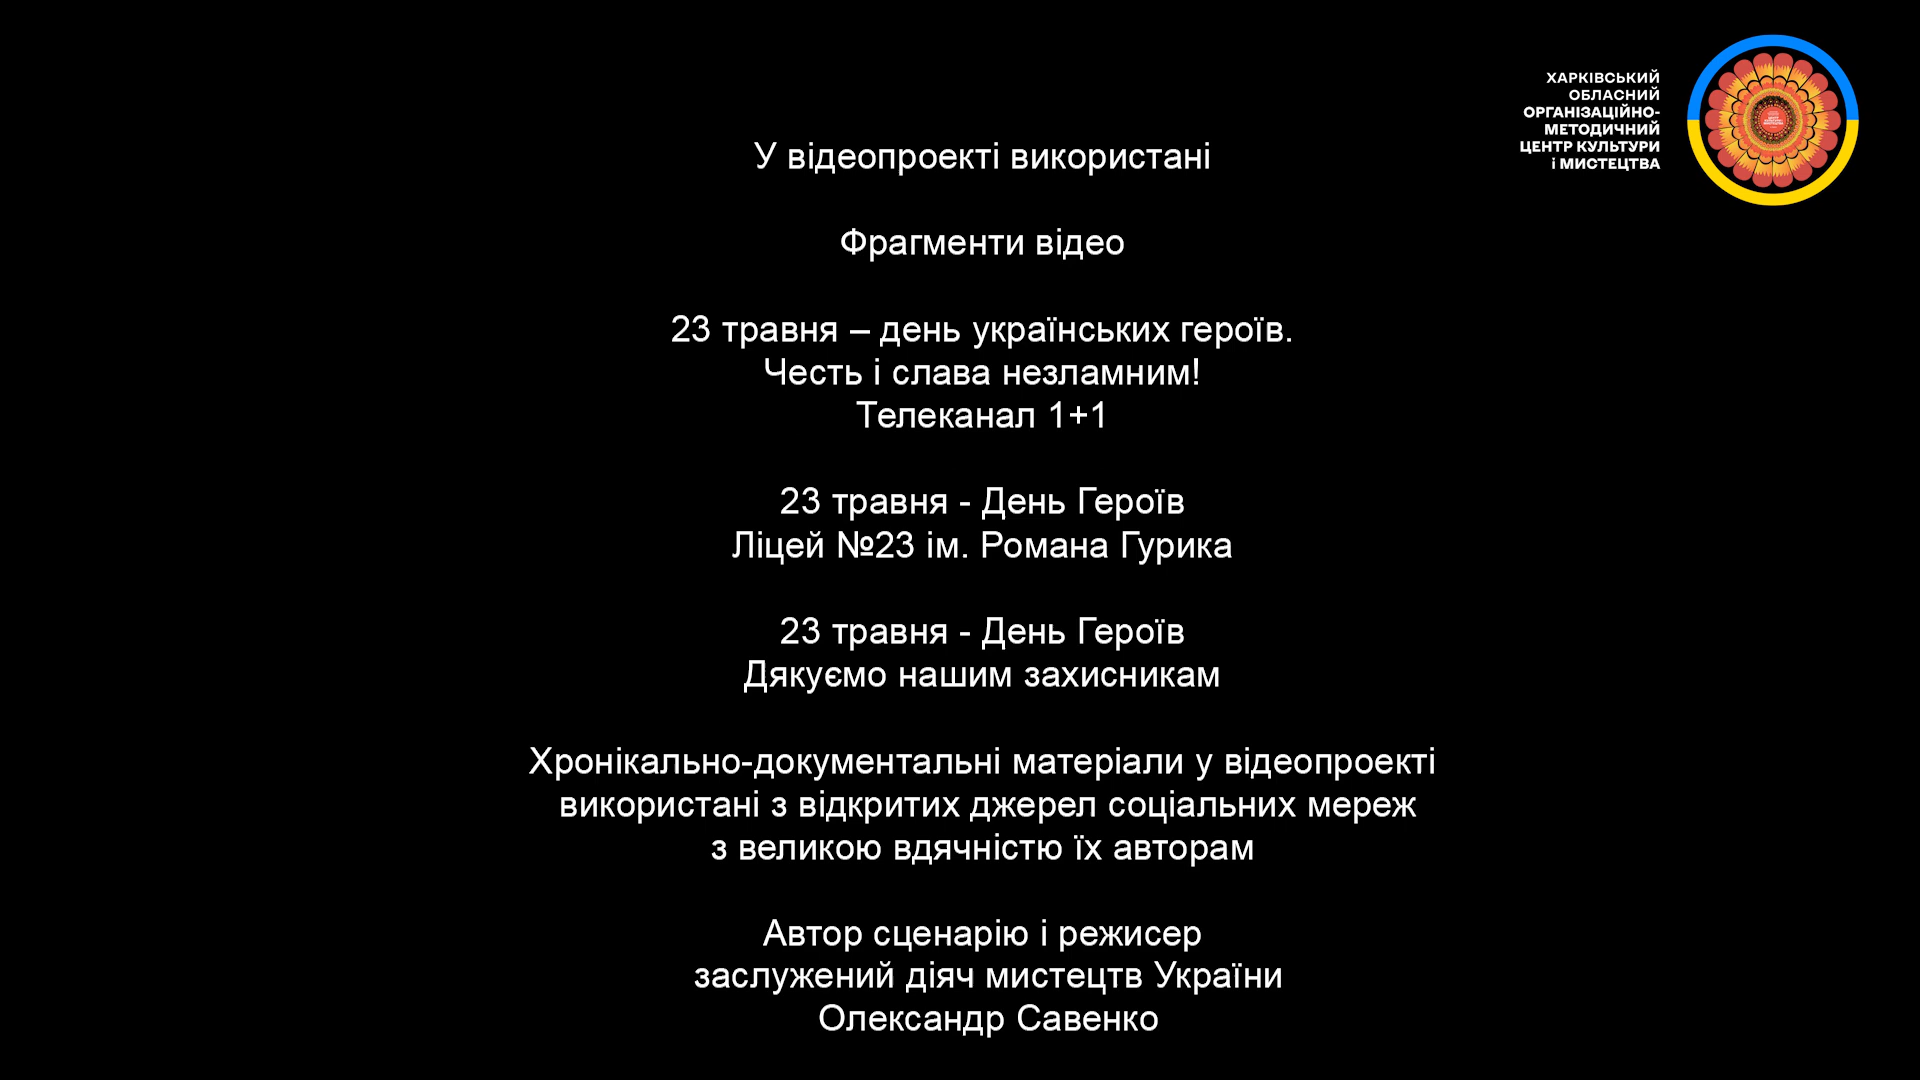 ХАРКІВСЬКИЙ
ОБЛАСНИЙ
ОРГАНІЗАЦІЙНО-
МЕТОДИЧНИЙ
ЦЕНТР КУЛЬТУРИ
і МИСТЕЦТВА
У відеопроекті використані
Фрагменти відео
23 травня – день українських героїв.
Честь і слава незламним!
Телеканал 1+1
23 травня - День Героїв
Ліцей №23 ім. Романа Гурика
23 травня - День Героїв
Дякуємо нашим захисникам
Хронікально-документальні матеріали у відеопроекті
використані з відкритих джерел соціальних мереж
з великою вдячністю їх авторам
Автор сценарію і режисер
заслужений діяч мистецтв України
Олександр Савенко